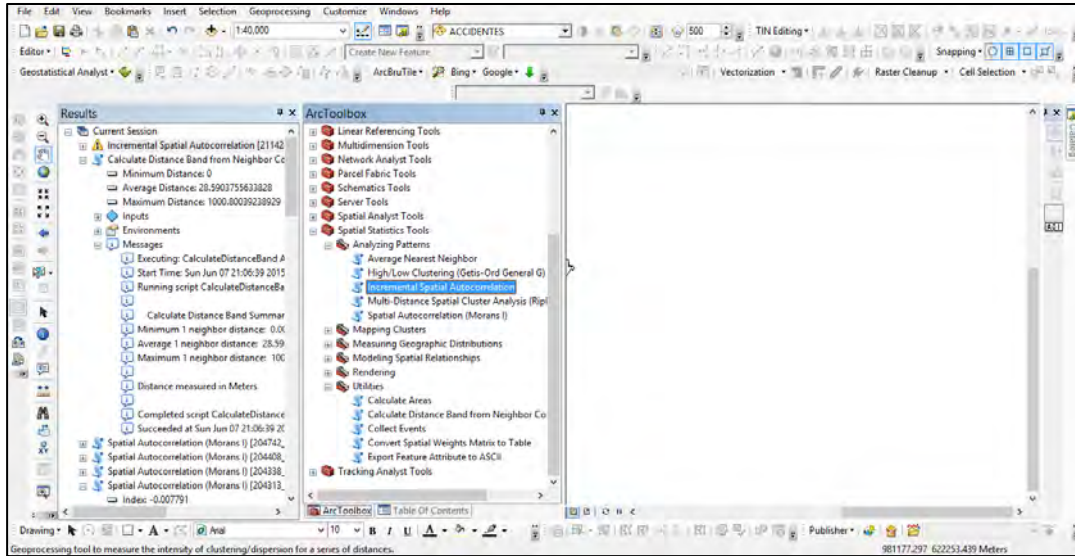 File Edit View Bookmarks Insert Selection Geoprocessing Customize Windows Help
1:40,000 ACCIDENTES 500 TIN Editing
Editor Create New Feature Snapping
Geostatistical Analyst ArcBruTile Bing Google Vectorization Raster Cleanup Cell Selection
Results
Current Session
Incremental Spatial Autocorrelation [21142
Calculate Distance Band from Neighbor Cc
Minimum Distance: 0
Average Distance: 28.5903755633828
Maximum Distance: 1000.80039238929
Inputs
Environments
Messages
Executing: CalculateDistanceBand A
Start Time: Sun Jun 07 21:06:39 2015
Running script CalculateDistanceBa
Calculate Distance Band Summar
Minimum 1 neighbor distance: 0.0(
Average 1 neighbor distance: 28.59
Maximum 1 neighbor distance: 10C
Distance measured in Meters
Completed script CalculateDistance
Succeeded at Sun Jun 07 21:06:39 2(
Spatial Autocorrelation (Morans I) [204742_
Spatial Autocorrelation (Morans I) [204408_
Spatial Autocorrelation (Morans I) [204338_
Spatial Autocorrelation (Morans I) [204313_
Index: -0.007791
ArcToolbox
Linear Referencing Tools
Multidimension Tools
Network Analyst Tools
Parcel Fabric Tools
Schematics Tools
Server Tools
Spatial Analyst Tools
Spatial Statistics Tools
Analyzing Patterns
Average Nearest Neighbor
High/Low Clustering (Getis-Ord General G)
Incremental Spatial Autocorrelation
Multi-Distance Spatial Cluster Analysis (Ripl
Spatial Autocorrelation (Morans I)
Mapping Clusters
Measuring Geographic Distributions
Modeling Spatial Relationships
Rendering
Utilities
Calculate Areas
Calculate Distance Band from Neighbor Co
Collect Events
Convert Spatial Weights Matrix to Table
Export Feature Attribute to ASCII
Tracking Analyst Tools
ArcToolbox Table Of Contents
Drawing A Arial 10 B I U A Publisher
Geoprocessing tool to measure the intensity of clustering/dispersion for a series of distances. 981177.297 622253.439 Meters